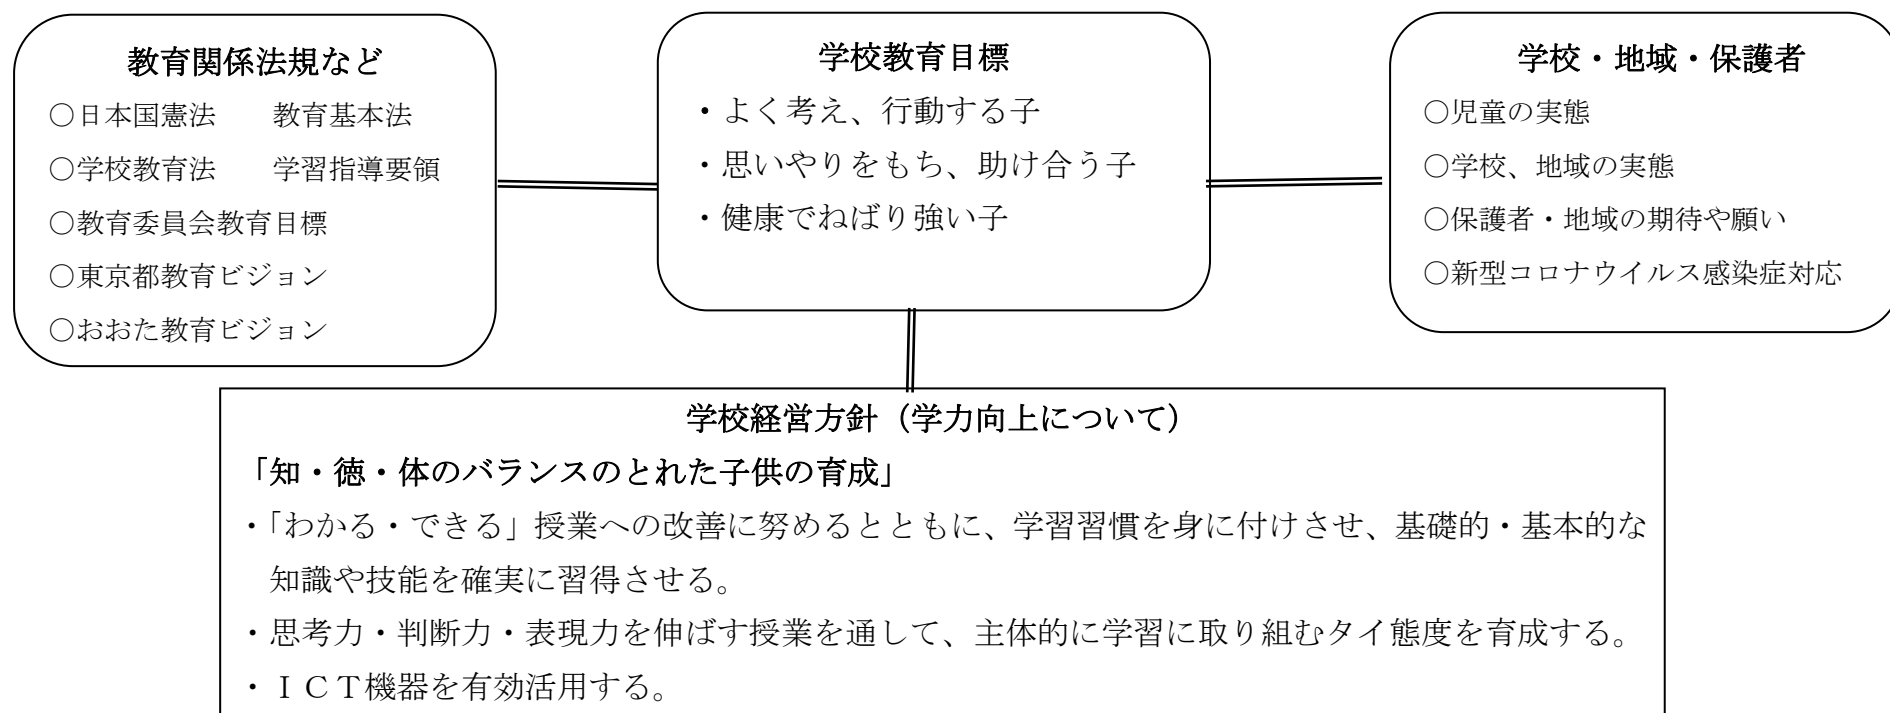 教育関係法規など
○日本国憲法　　教育基本法
○学校教育法　　学習指導要領
○教育委員会教育目標
○東京都教育ビジョン
○おおた教育ビジョン
学校教育目標
・よく考え、行動する子
・思いやりをもち、助け合う子
・健康でねばり強い子
学校・地域・保護者
○児童の実態
○学校、地域の実態
○保護者・地域の期待や願い
○新型コロナウイルス感染症対応
学校経営方針（学力向上について）
「知・徳・体のバランスのとれた子供の育成」
・「わかる・できる」授業への改善に努めるとともに、学習習慣を身に付けさせ、基礎的・基本的な
知識や技能を確実に習得させる。
・思考力・判断力・表現力を伸ばす授業を通して、主体的に学習に取り組むタイ態度を育成する。
・ＩＣＴ機器を有効活用する。